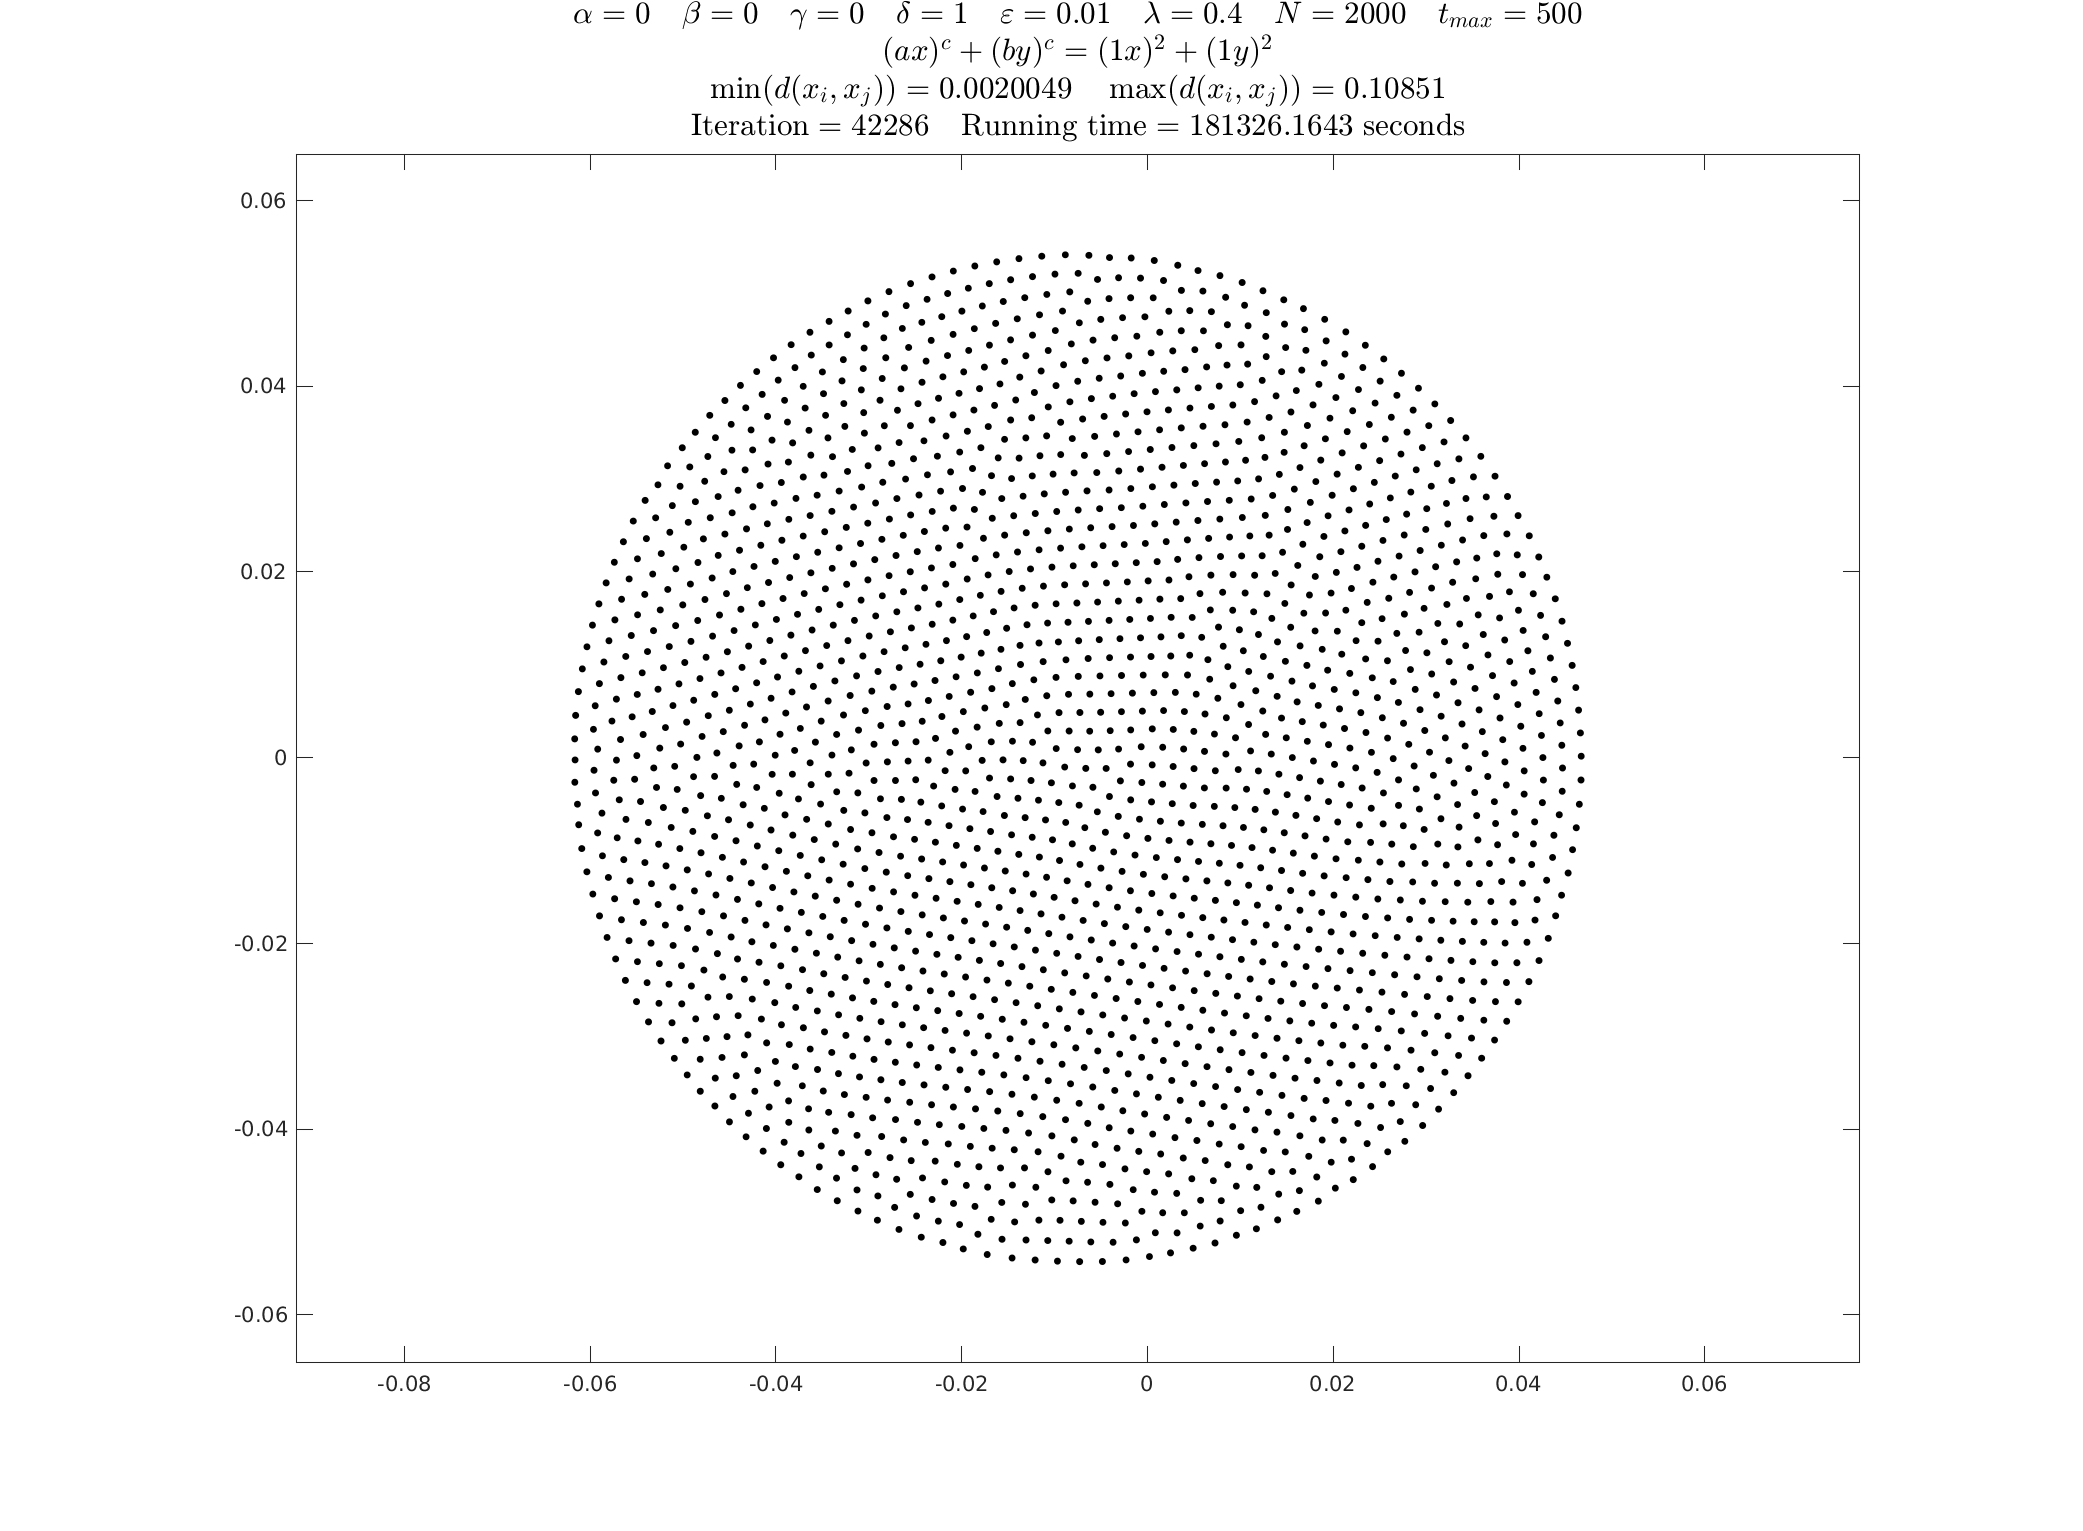 α = 0 β = 0 γ = 0 δ = 1 ε = 0.01 λ = 0.4 N = 2000 t_max = 500
(ax)^c + (by)^c = (1x)^2 + (1y)^2
min(d(x_i, x_j)) = 0.0020049 max(d(x_i, x_j)) = 0.10851
Iteration = 42286 Running time = 181326.1643 seconds
0.06
0.04
0.02
0
-0.02
-0.04
-0.06
-0.08 -0.06 -0.04 -0.02 0 0.02 0.04 0.06